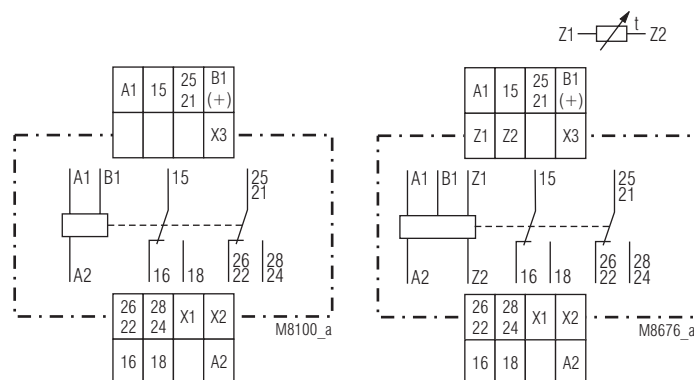 Z1 t Z2
A1 15 25 21 B1 (+)
X3
A1 B1 15 25 21
A2 16 18 26 22 28 24
26 22 28 24 X1 X2
M8100_a
16 18 A2
A1 15 25 21 B1 (+)
Z1 Z2 X3
A1 B1 Z1 15 25 21
A2 Z2 16 18 26 22 28 24
26 22 28 24 X1 X2
M8676_a
16 18 A2